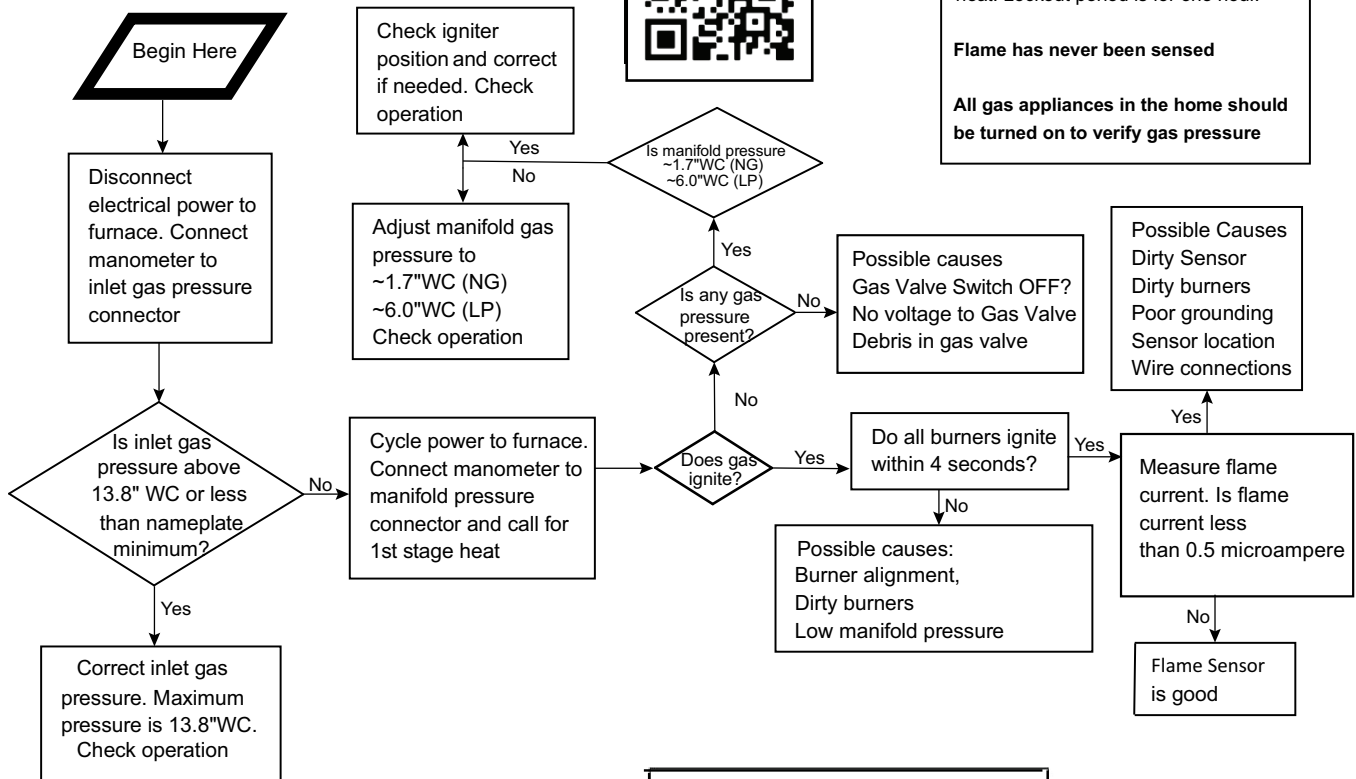 Begin Here
Disconnect
electrical power to
furnace. Connect
manometer to
inlet gas pressure
connector
Is inlet gas
pressure above
13.8" WC or less
than nameplate
minimum?
No
Yes
Correct inlet gas
pressure. Maximum
pressure is 13.8"WC.
Check operation
Cycle power to furnace.
Connect manometer to
manifold pressure
connector and call for
1st stage heat
Does gas
ignite?
No
Yes
Is any gas
pressure
present?
Yes
No
Is manifold pressure
~1.7"WC (NG)
~6.0"WC (LP)
Yes
No
Check igniter
position and correct
if needed. Check
operation
Adjust manifold gas
pressure to
~1.7"WC (NG)
~6.0"WC (LP)
Check operation
Possible causes
Gas Valve Switch OFF?
No voltage to Gas Valve
Debris in gas valve
Do all burners ignite
within 4 seconds?
Yes
No
Possible causes:
Burner alignment,
Dirty burners
Low manifold pressure
Measure flame
current. Is flame
current less
than 0.5 microampere
Yes
No
Possible Causes
Dirty Sensor
Dirty burners
Poor grounding
Sensor location
Wire connections
Flame Sensor
is good
Lockout period is for one hour.
Flame has never been sensed
All gas appliances in the home should
be turned on to verify gas pressure